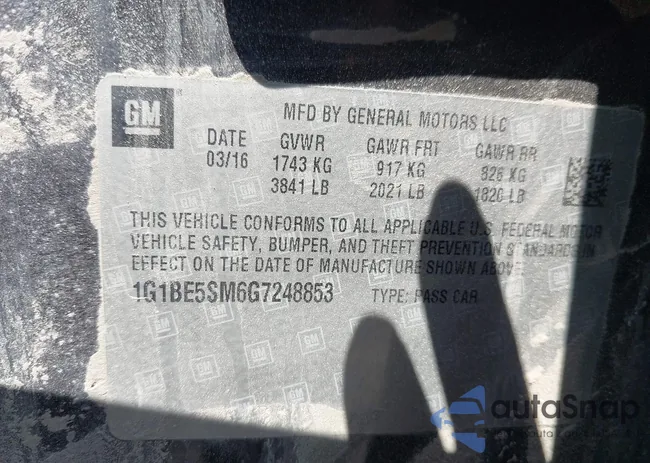 GM
MFD BY GENERAL MOTORS LLC
DATE GVWR GAWR FRT GAWR RR
03/16 1743 KG 917 KG 826 KG
3841 LB 2021 LB 1820 LB
THIS VEHICLE CONFORMS TO ALL APPLICABLE U.S. FEDERAL MOTOR
VEHICLE SAFETY, BUMPER, AND THEFT PREVENTION STANDARDS IN
EFFECT ON THE DATE OF MANUFACTURE SHOWN ABOVE.
1G1BE5SM6G7248853 TYPE: PASS CAR
autoSnap